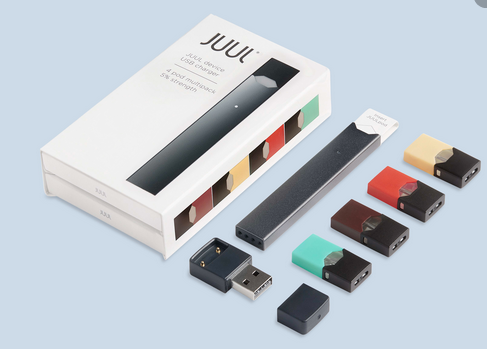 JUUL
JUUL device
USB charger
4 pod multipack
5% strength